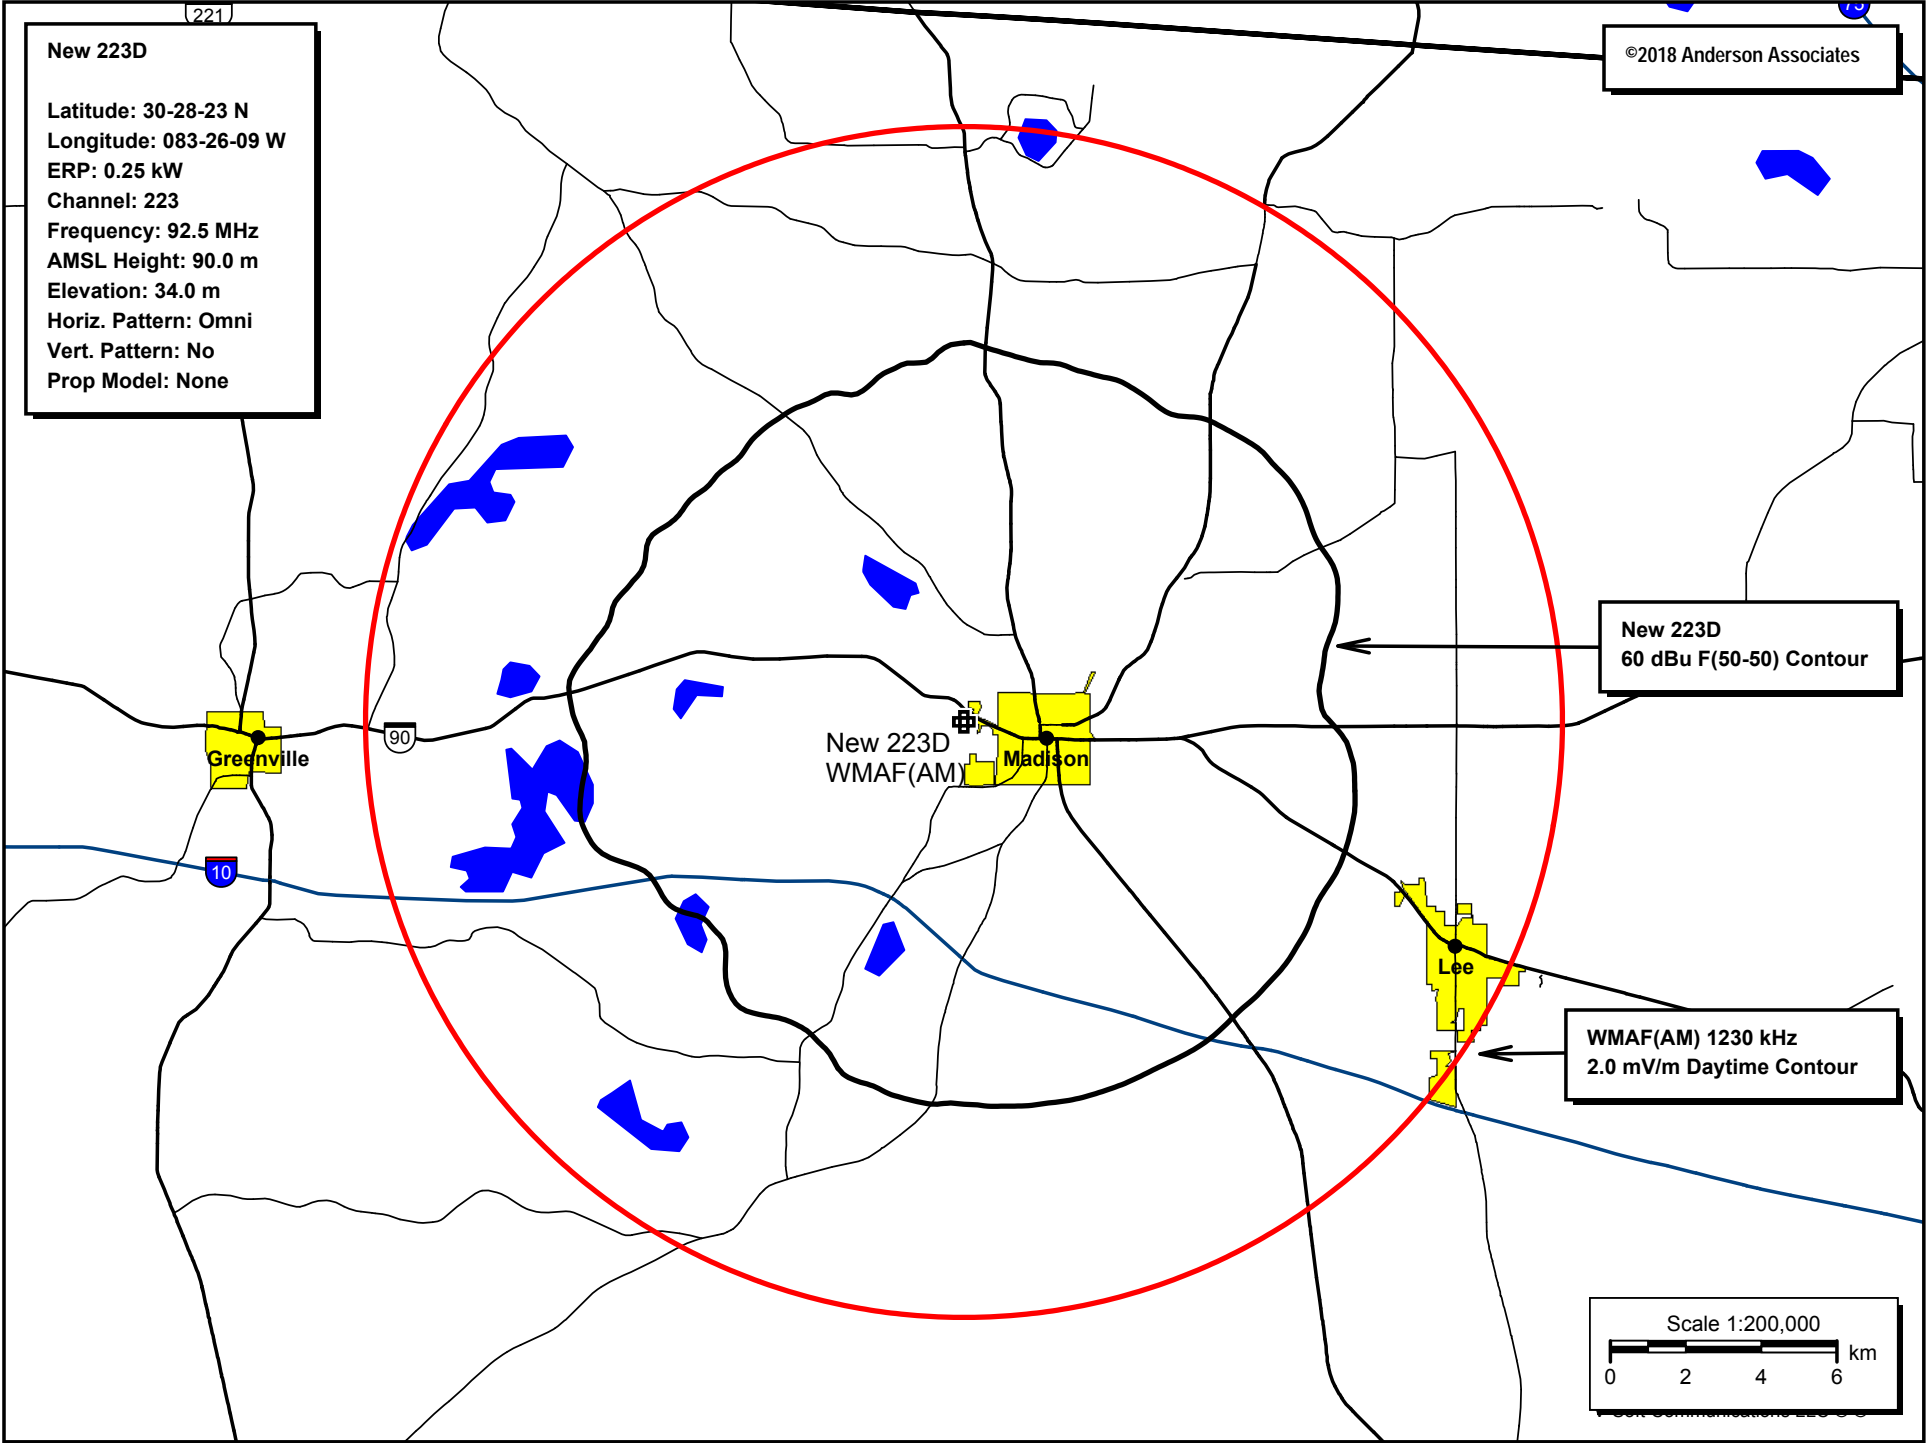 221
New 223D
Latitude: 30-28-23 N
Longitude: 083-26-09 W
ERP: 0.25 kW
Channel: 223
Frequency: 92.5 MHz
AMSL Height: 90.0 m
Elevation: 34.0 m
Horiz. Pattern: Omni
Vert. Pattern: No
Prop Model: None
75
©2018 Anderson Associates
New 223D
60 dBu F(50-50) Contour
90
Greenville
New 223D
WMAF(AM)
Madison
10
Lee
WMAF(AM) 1230 kHz
2.0 mV/m Daytime Contour
Scale 1:200,000
km
0 2 4 6